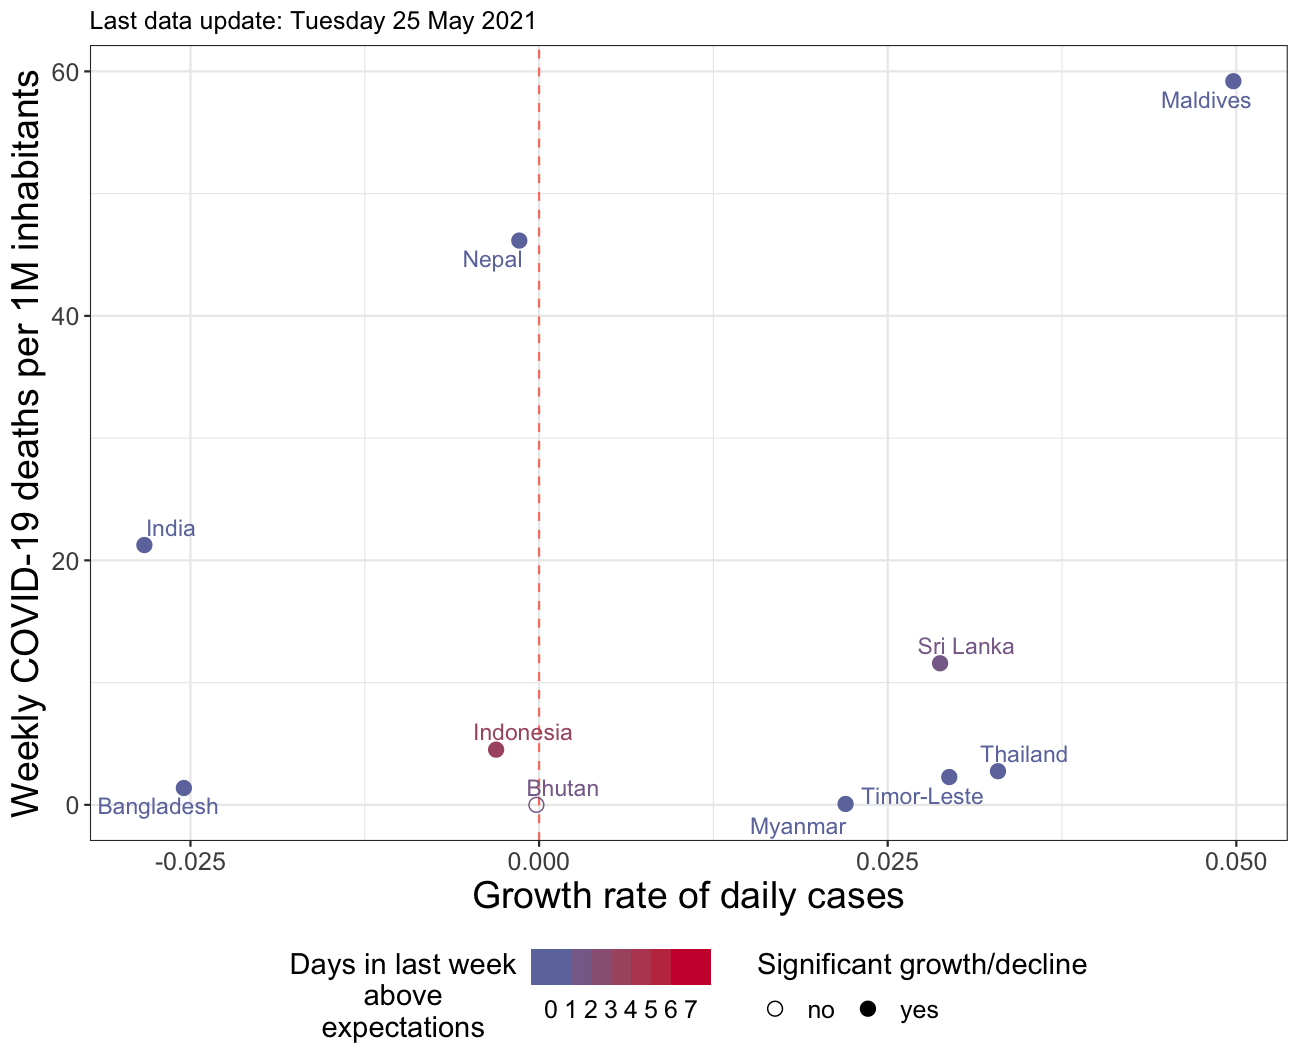 Last data update: Tuesday 25 May 2021
Weekly COVID-19 deaths per 1M inhabitants
60
Maldives
Nepal
40
India
20
Sri Lanka
Indonesia
Thailand
Bhutan
Timor-Leste
Bangladesh
0
Myanmar
-0.025 0.000 0.025 0.050
Growth rate of daily cases
Days in last week
above
expectations
0 1 2 3 4 5 6 7
Significant growth/decline
no yes